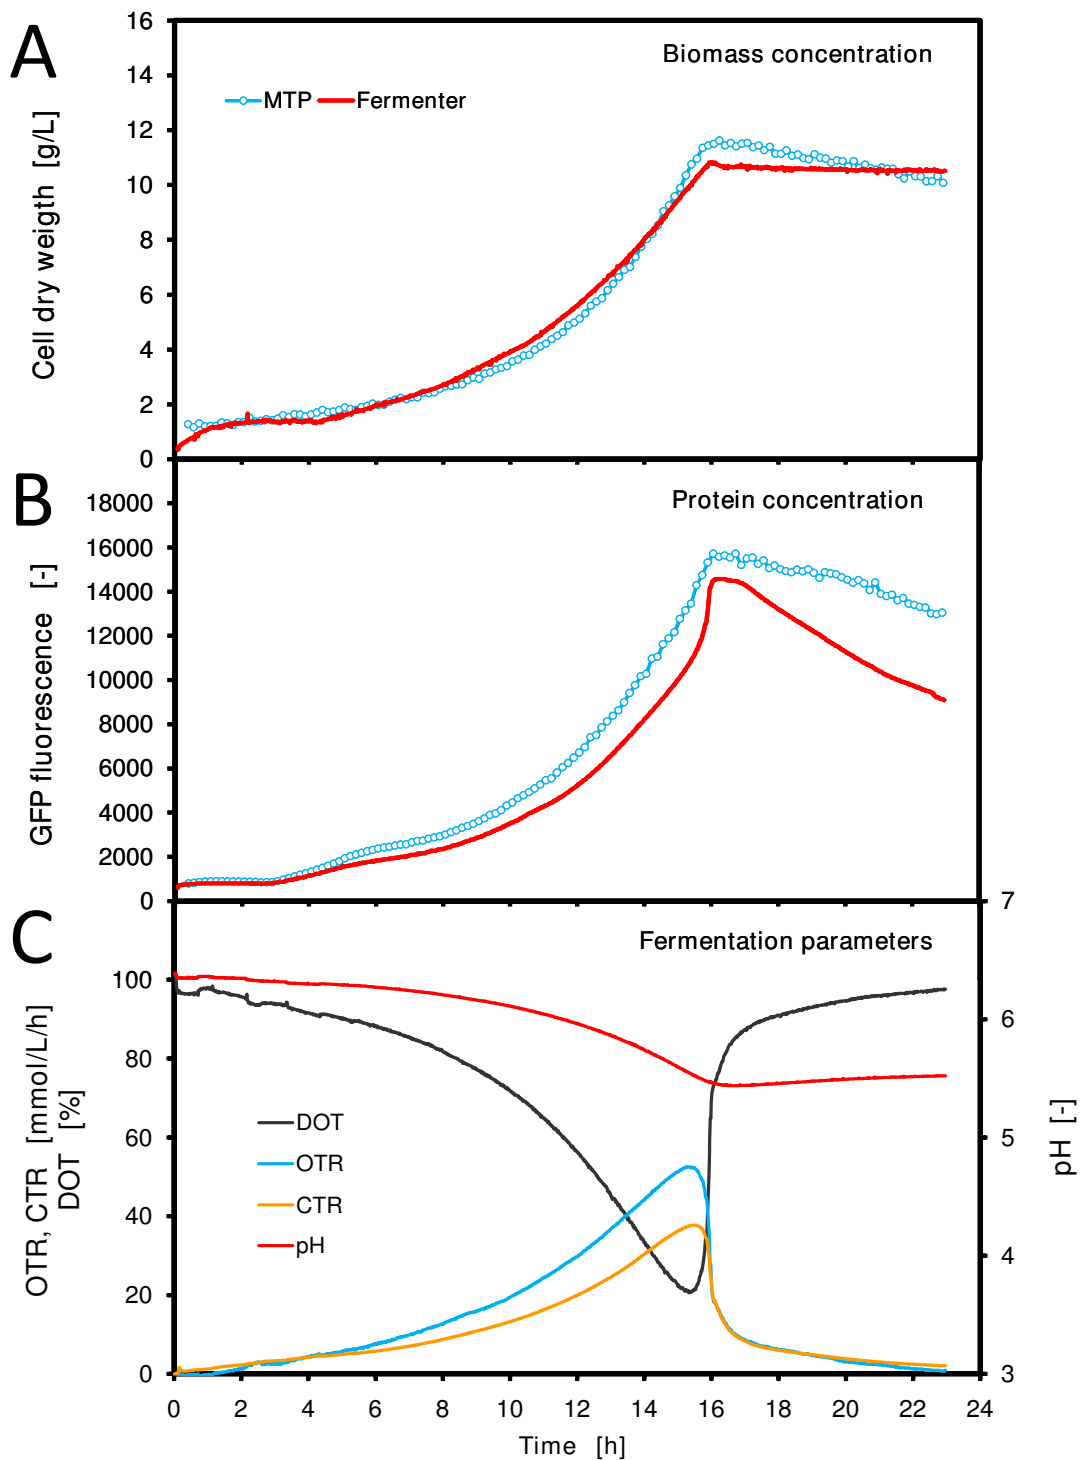 A
Biomass concentration
MTP
Fermenter
Cell dry weigth [g/L]
16
14
12
10
8
6
4
2
0
B
Protein concentration
GFP fluorescence [-]
18000
16000
14000
12000
10000
8000
6000
4000
2000
0
C
Fermentation parameters
OTR, CTR [mmol/L/h]
DOT [%]
100
80
60
40
20
0
DOT
OTR
CTR
pH
7
6
5
4
3
pH [-]
0 2 4 6 8 10 12 14 16 18 20 22 24
Time [h]